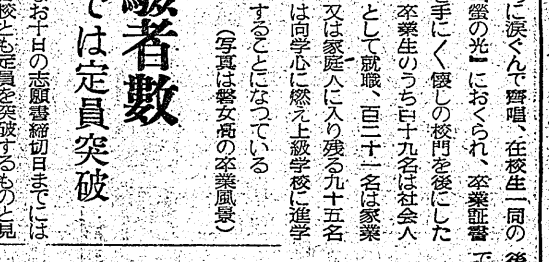 に涙ぐんで齊唱、在校生一同の
螢の光」におくられ、卒業証書
手にく懐しの校門を後にした
卒業生のうち百十九名は社会人
として就職、百二十一名は家業
又は家庭人に入り残る九十五名
は向学心に燃え上級学校に進学
することになつている
(写真は磐女高の卒業風景)
者數
では定員突破
お十日の志願書締切日までには
校とも定員を突破するものと見